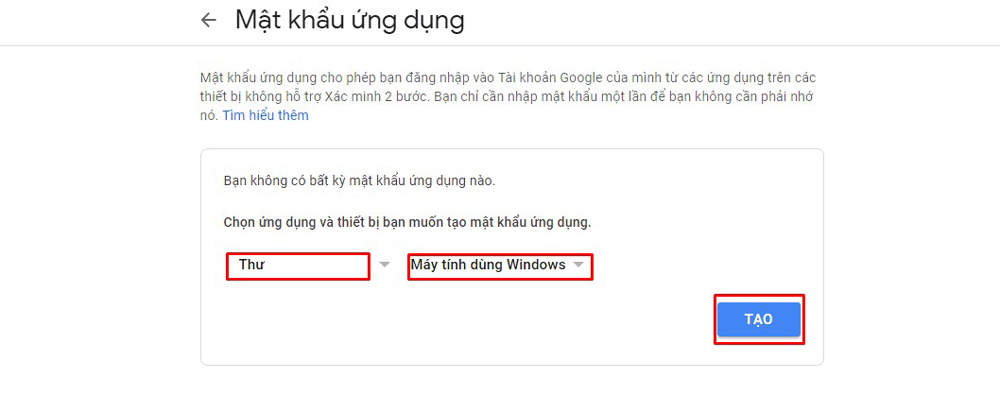 Mật khẩu ứng dụng
Mật khẩu ứng dụng cho phép bạn đăng nhập vào Tài khoản Google của mình từ các ứng dụng trên các
thiết bị không hỗ trợ Xác minh 2 bước. Bạn chỉ cần nhập mật khẩu một lần để bạn không cần phải nhớ
nó. Tìm hiểu thêm
Bạn không có bất kỳ mật khẩu ứng dụng nào.
Chọn ứng dụng và thiết bị bạn muốn tạo mật khẩu ứng dụng.
Thư Máy tính dùng Windows
TẠO